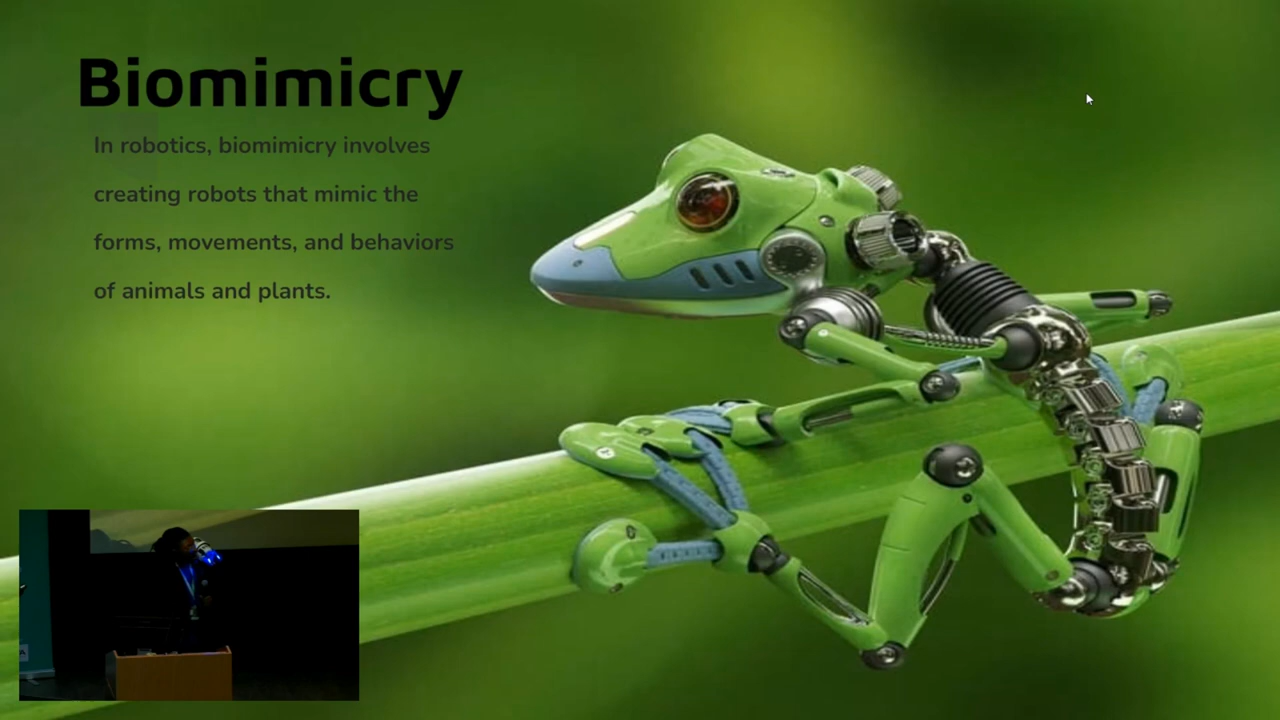 Biomimicry
In robotics, biomimicry involves
creating robots that mimic the
forms, movements, and behaviors
of animals and plants.